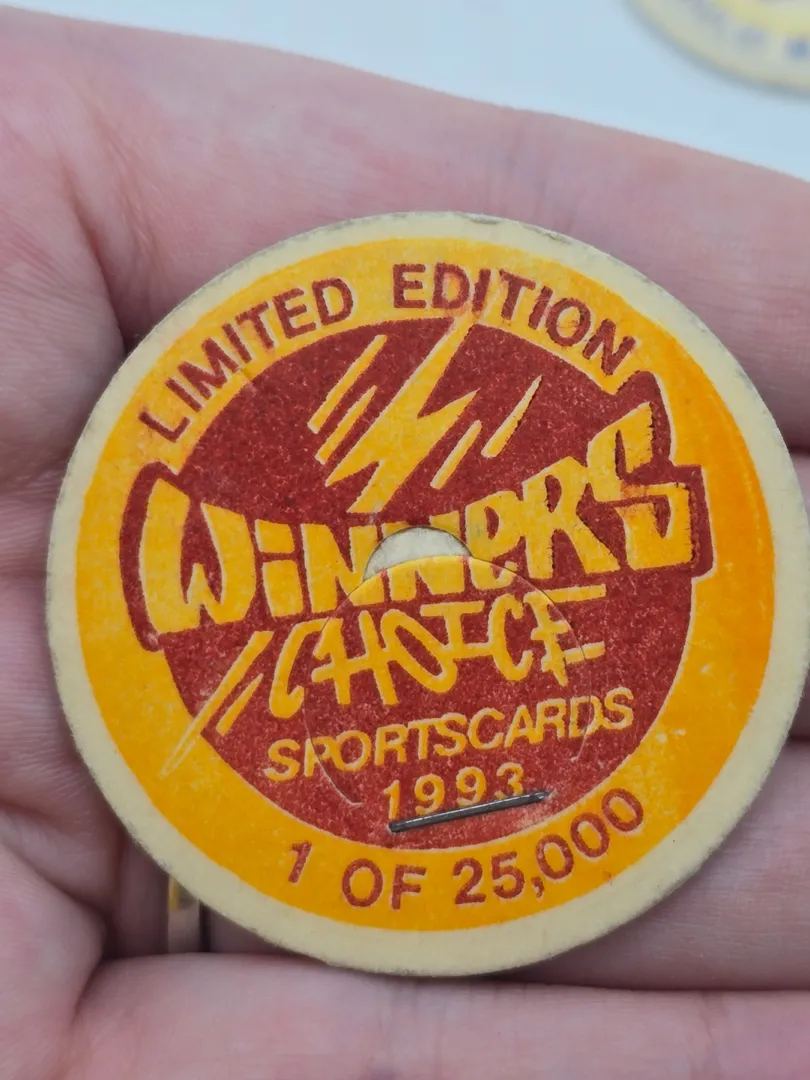 LIMITED EDITION
WiNNeRS
CHOICE
SPORTSCARDS
1993
1 OF 25,000